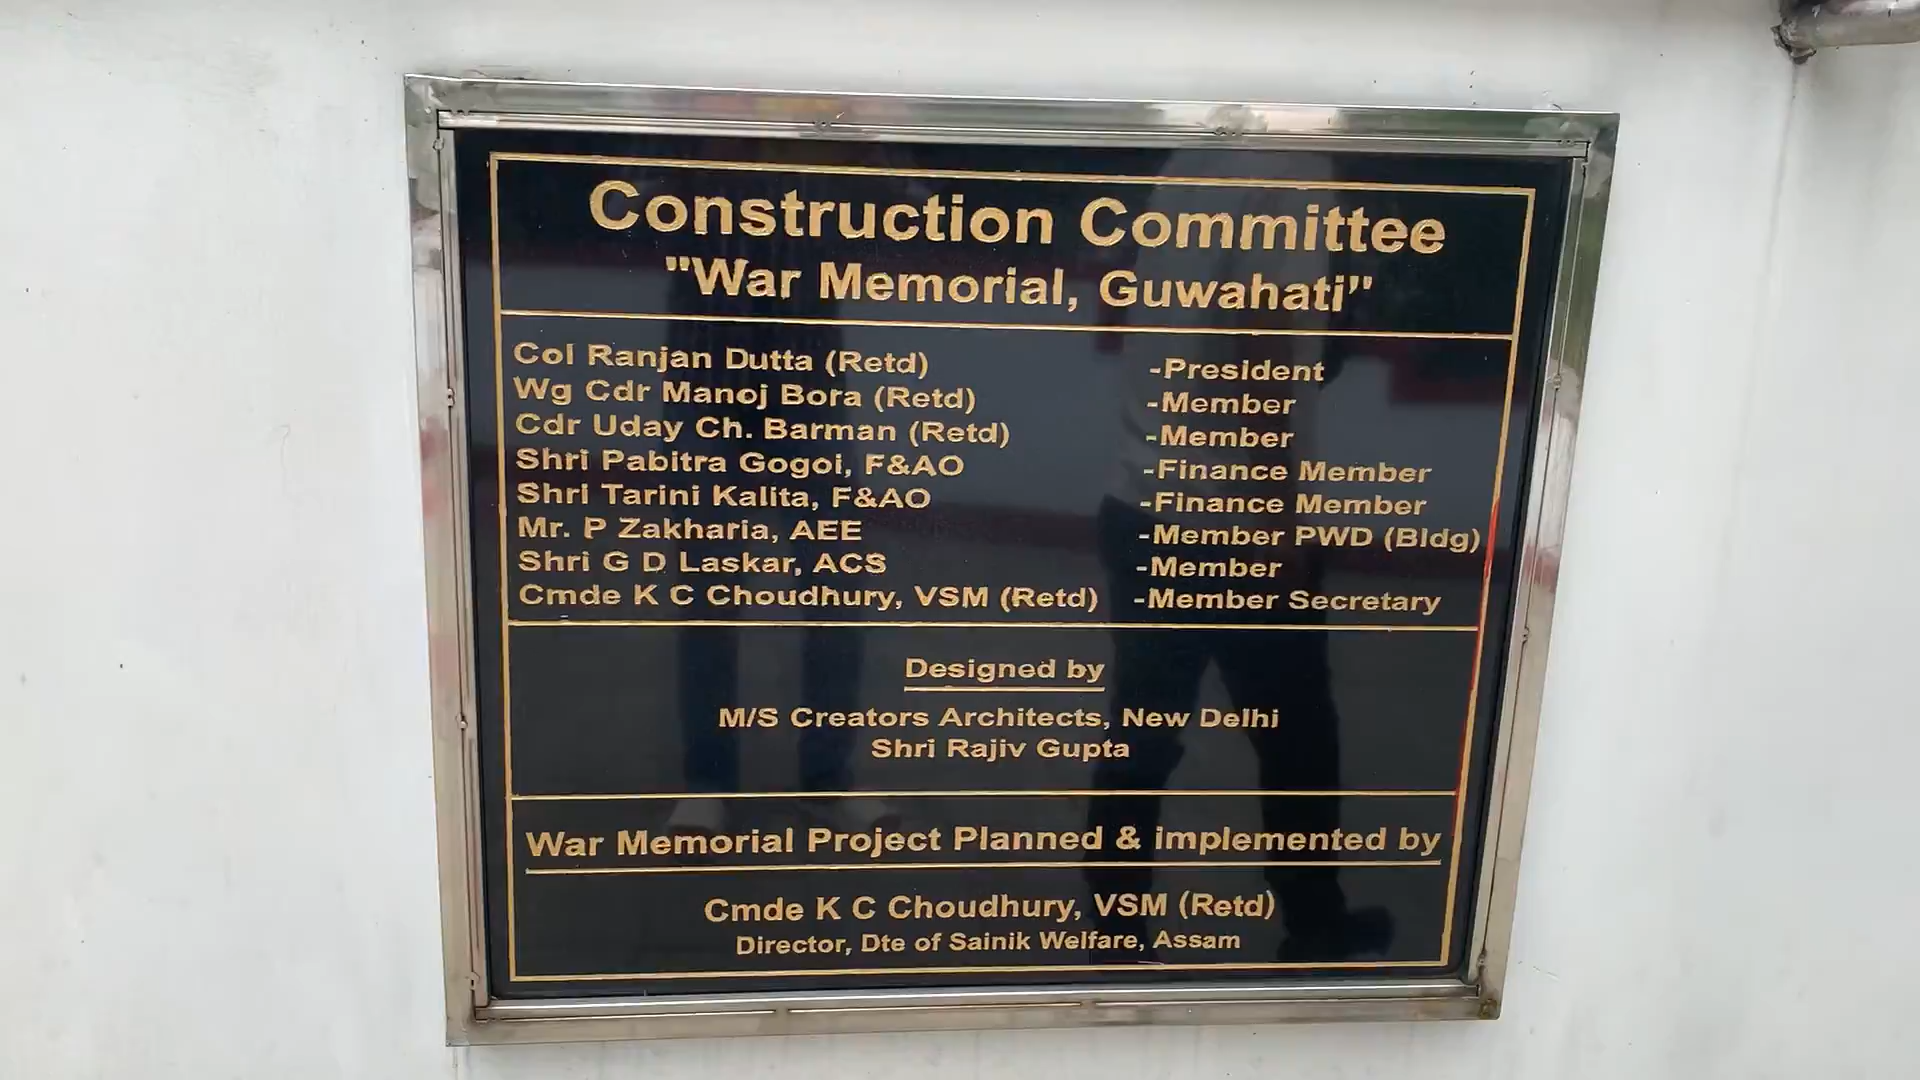 Construction Committee
"War Memorial, Guwahati"
Col Ranjan Dutta (Retd) -President
Wg Cdr Manoj Bora (Retd) -Member
Cdr Uday Ch. Barman (Retd) -Member
Shri Pabitra Gogoi, F&AO -Finance Member
Shri Tarini Kalita, F&AO -Finance Member
Mr. P Zakharia, AEE -Member PWD (Bldg)
Shri G D Laskar, ACS -Member
Cmde K C Choudhury, VSM (Retd) -Member Secretary
Designed by
M/S Creators Architects, New Delhi
Shri Rajiv Gupta
War Memorial Project Planned & implemented by
Cmde K C Choudhury, VSM (Retd)
Director, Dte of Sainik Welfare, Assam